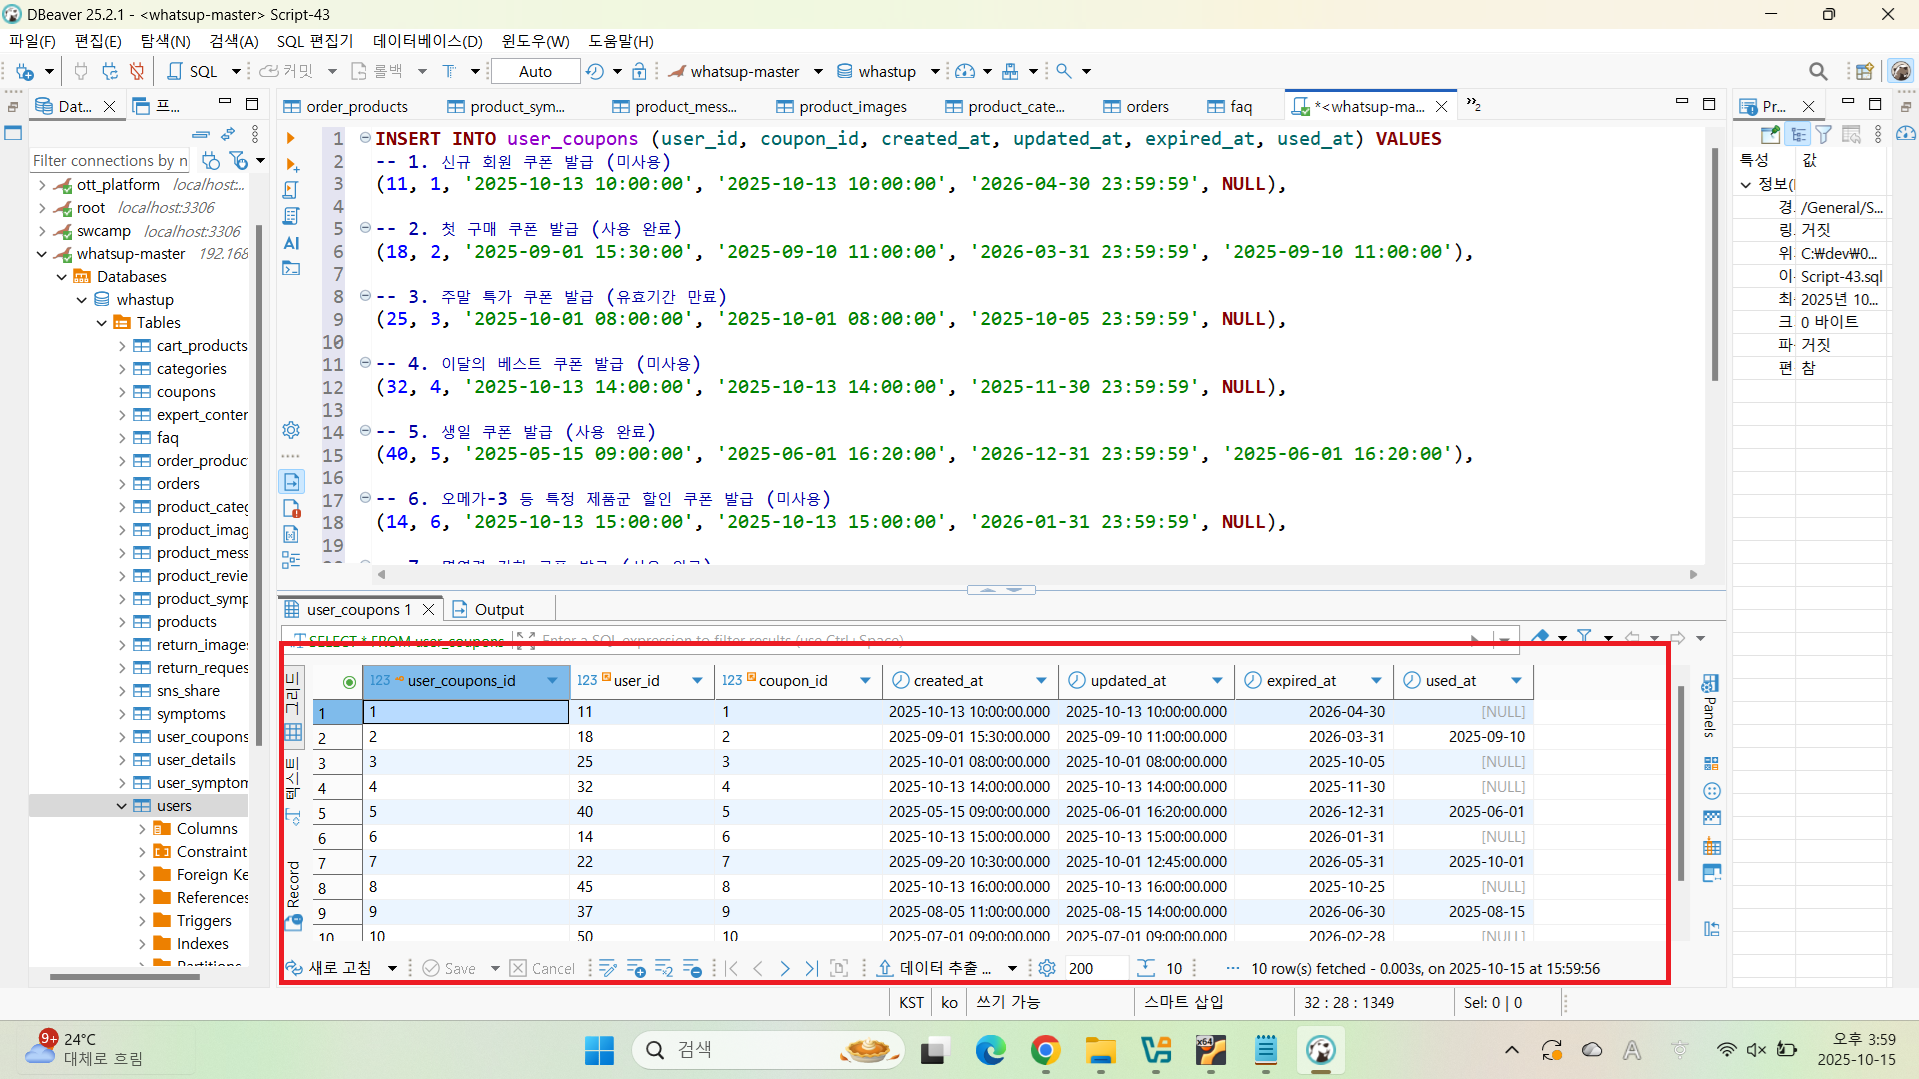 DBeaver 25.2.1 - <whatsup-master> Script-43
파일(F) 편집(E) 탐색(N) 검색(A) SQL 편집기 데이터베이스(D) 윈도우(W) 도움말(H)
SQL 커밋 롤백 T Auto whatsup-master whastup
Dat... 프...
order_products product_sym... product_mess... product_images product_cate... orders faq *<whatsup-ma... »2
Pr...
Filter connections by n
ott_platform localhost:...
root localhost:3306
swcamp localhost:3306
whatsup-master 192.168
Databases
whastup
Tables
cart_products
categories
coupons
expert_conter
faq
order_produc
orders
product_categ
product_imag
product_mess
product_revie
product_symp
products
return_images
return_reques
sns_share
symptoms
user_coupons
user_details
user_symptom
users
Columns
Constraint
Foreign Ke
References
Triggers
Indexes
1 INSERT INTO user_coupons (user_id, coupon_id, created_at, updated_at, expired_at, used_at) VALUES
2 -- 1. 신규 회원 쿠폰 발급 (미사용)
3 (11, 1, '2025-10-13 10:00:00', '2025-10-13 10:00:00', '2026-04-30 23:59:59', NULL),
4
5 -- 2. 첫 구매 쿠폰 발급 (사용 완료)
6 (18, 2, '2025-09-01 15:30:00', '2025-09-10 11:00:00', '2026-03-31 23:59:59', '2025-09-10 11:00:00'),
7
8 -- 3. 주말 특가 쿠폰 발급 (유효기간 만료)
9 (25, 3, '2025-10-01 08:00:00', '2025-10-01 08:00:00', '2025-10-05 23:59:59', NULL),
10
11 -- 4. 이달의 베스트 쿠폰 발급 (미사용)
12 (32, 4, '2025-10-13 14:00:00', '2025-10-13 14:00:00', '2025-11-30 23:59:59', NULL),
13
14 -- 5. 생일 쿠폰 발급 (사용 완료)
15 (40, 5, '2025-05-15 09:00:00', '2025-06-01 16:20:00', '2026-12-31 23:59:59', '2025-06-01 16:20:00'),
16
17 -- 6. 오메가-3 등 특정 제품군 할인 쿠폰 발급 (미사용)
18 (14, 6, '2025-10-13 15:00:00', '2025-10-13 15:00:00', '2026-01-31 23:59:59', NULL),
19
AI
특성 값
정보(
경. /General/S...
링. 거짓
위: C:₩dev₩0...
이· Script-43.sql
최· 2025년 10...
크 0 바이트
파· 거짓
편· 참
user_coupons 1 Output
SELECT * FROM user_coupons Enter a SQL expression to filter results (use Ctrl+Space)
그리드
텍스트
Record
Panels
123 user_coupons_id 123 user_id 123 coupon_id created_at updated_at expired_at used_at
1 1 11 1 2025-10-13 10:00:00.000 2025-10-13 10:00:00.000 2026-04-30 [NULL]
2 2 18 2 2025-09-01 15:30:00.000 2025-09-10 11:00:00.000 2026-03-31 2025-09-10
3 3 25 3 2025-10-01 08:00:00.000 2025-10-01 08:00:00.000 2025-10-05 [NULL]
4 4 32 4 2025-10-13 14:00:00.000 2025-10-13 14:00:00.000 2025-11-30 [NULL]
5 5 40 5 2025-05-15 09:00:00.000 2025-06-01 16:20:00.000 2026-12-31 2025-06-01
6 6 14 6 2025-10-13 15:00:00.000 2025-10-13 15:00:00.000 2026-01-31 [NULL]
7 7 22 7 2025-09-20 10:30:00.000 2025-10-01 12:45:00.000 2026-05-31 2025-10-01
8 8 45 8 2025-10-13 16:00:00.000 2025-10-13 16:00:00.000 2025-10-25 [NULL]
9 9 37 9 2025-08-05 11:00:00.000 2025-08-15 14:00:00.000 2026-06-30 2025-08-15
10 10 50 10 2025-07-01 09:00:00.000 2025-07-01 09:00:00.000 2026-02-28 [NULL]
새로 고침 Save Cancel 데이터 추출 ... 200 10 ··· 10 row(s) fetched - 0.003s, on 2025-10-15 at 15:59:56
KST ko 쓰기 가능 스마트 삽입 32 : 28 : 1349 Sel: 0 | 0
9+ 24°C
대체로 흐림
검색
x64
오후 3:59
2025-10-15